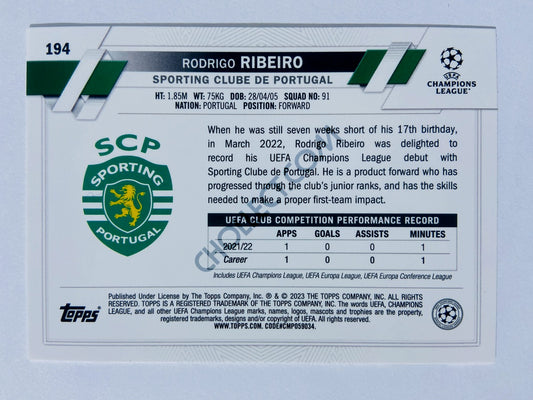 194
RODRIGO RIBEIRO
SPORTING CLUBE DE PORTUGAL
HT: 1.85M WT: 75KG DOB: 28/04/05 SQUAD NO: 91
NATION: PORTUGAL POSITION: FORWARD
UEFA
CHAMPIONS
LEAGUE®
SCP
SPORTING
PORTUGAL
When he was still seven weeks short of his 17th birthday,
in March 2022, Rodrigo Ribeiro was delighted to
record his UEFA Champions League debut with
Sporting Clube de Portugal. He is a product forward who has
progressed through the club's junior ranks, and has the skills
needed to make a proper first-team impact.
UEFA CLUB COMPETITION PERFORMANCE RECORD
APPS GOALS ASSISTS MINUTES
2021/22 1 0 0 1
Career 1 0 0 1
Includes UEFA Champions League, UEFA Europa League, UEFA Europa Conference League
CHOLLECT.COM
Topps
Published Under License by The Topps Company, Inc. ® & © 2023 THE TOPPS COMPANY, INC. ALL RIGHTS
RESERVED. TOPPS IS A REGISTERED TRADEMARK OF THE TOPPS COMPANY, INC. The words UEFA, CHAMPIONS
LEAGUE, and all other UEFA Champions League marks, names, logos, mascots and trophies are the property,
registered trademarks, designs and/or copyright of UEFA. All rights reserved.
WWW.TOPPS.COM. CODE#CMP059034.